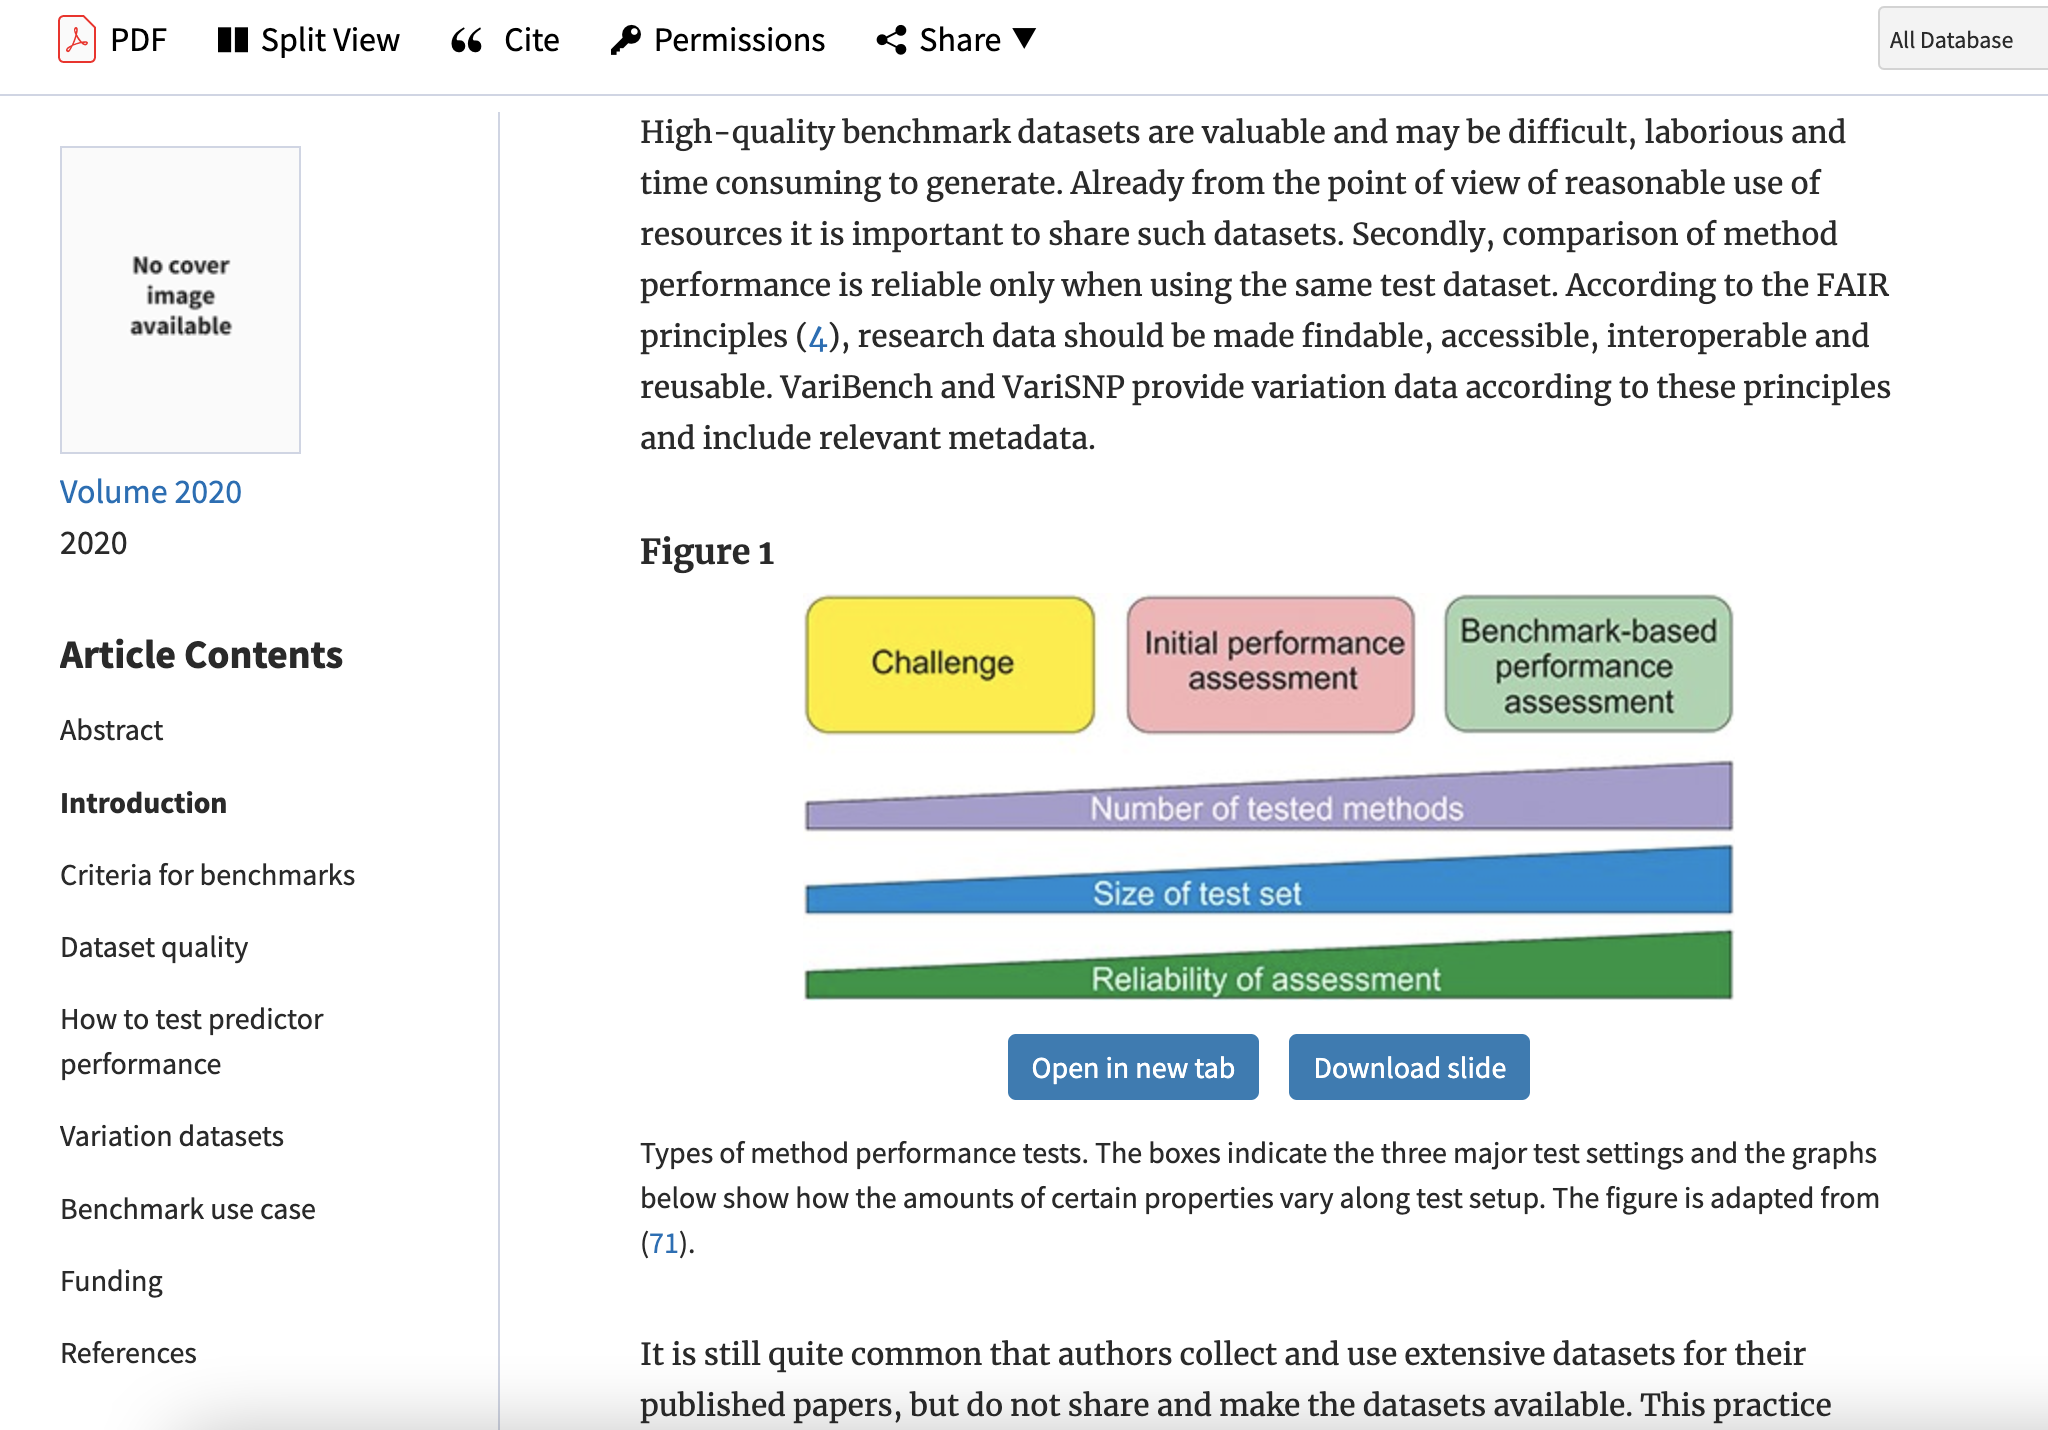 PDF Split View Cite Permissions Share ▼
All Database
No cover
image
available
Volume 2020
2020
Article Contents
Abstract
Introduction
Criteria for benchmarks
Dataset quality
How to test predictor
performance
Variation datasets
Benchmark use case
Funding
References
High-quality benchmark datasets are valuable and may be difficult, laborious and
time consuming to generate. Already from the point of view of reasonable use of
resources it is important to share such datasets. Secondly, comparison of method
performance is reliable only when using the same test dataset. According to the FAIR
principles (4), research data should be made findable, accessible, interoperable and
reusable. VariBench and VariSNP provide variation data according to these principles
and include relevant metadata.
Figure 1
Challenge
Initial performance
assessment
Benchmark-based
performance
assessment
Number of tested methods
Size of test set
Reliability of assessment
Open in new tab
Download slide
Types of method performance tests. The boxes indicate the three major test settings and the graphs
below show how the amounts of certain properties vary along test setup. The figure is adapted from
(71).
It is still quite common that authors collect and use extensive datasets for their
published papers, but do not share and make the datasets available. This practice